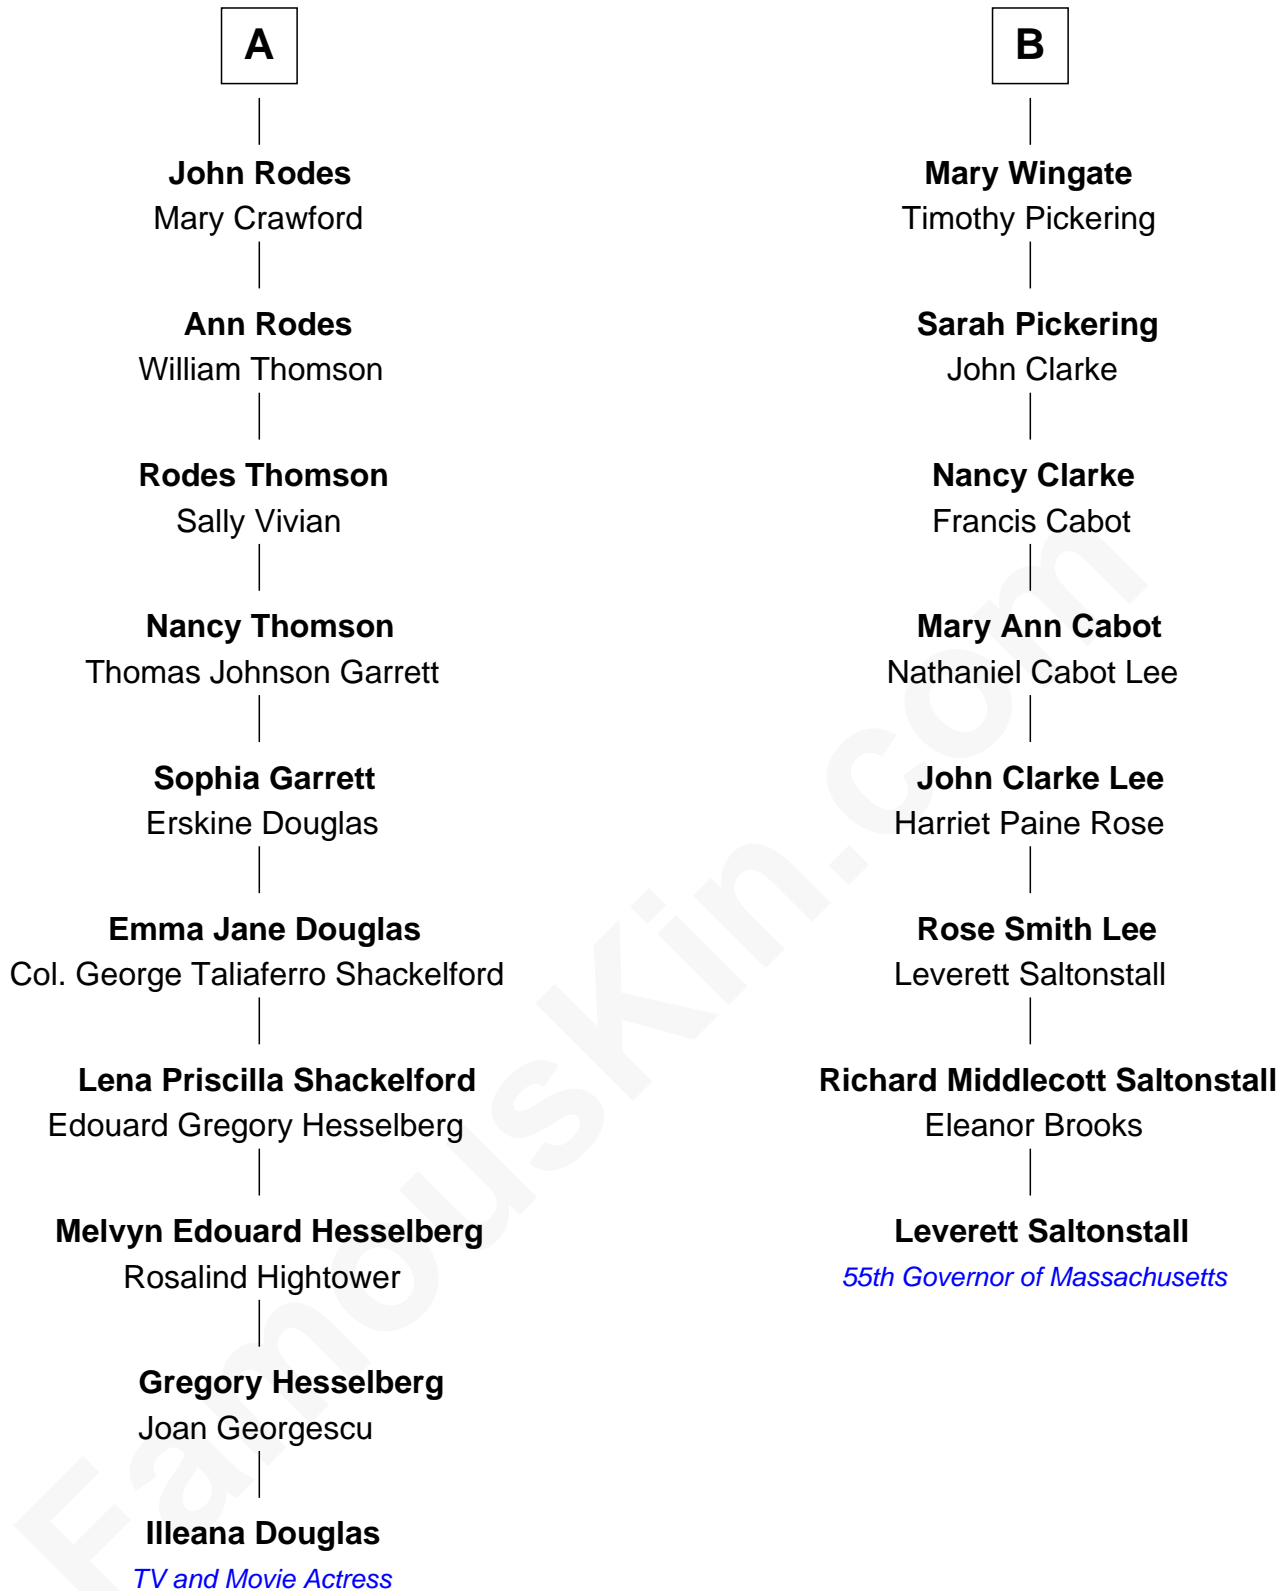 A
John Rodes
Mary Crawford
Ann Rodes
William Thomson
Rodes Thomson
Sally Vivian
Nancy Thomson
Thomas Johnson Garrett
Sophia Garrett
Erskine Douglas
Emma Jane Douglas
Col. George Taliaferro Shackelford
Lena Priscilla Shackelford
Edouard Gregory Hesselberg
Melvyn Edouard Hesselberg
Rosalind Hightower
Gregory Hesselberg
Joan Georgescu
Illeana Douglas
TV and Movie Actress
B
Mary Wingate
Timothy Pickering
Sarah Pickering
John Clarke
Nancy Clarke
Francis Cabot
Mary Ann Cabot
Nathaniel Cabot Lee
John Clarke Lee
Harriet Paine Rose
Rose Smith Lee
Leverett Saltonstall
Richard Middlecott Saltonstall
Eleanor Brooks
Leverett Saltonstall
55th Governor of Massachusetts
FamousKin.com